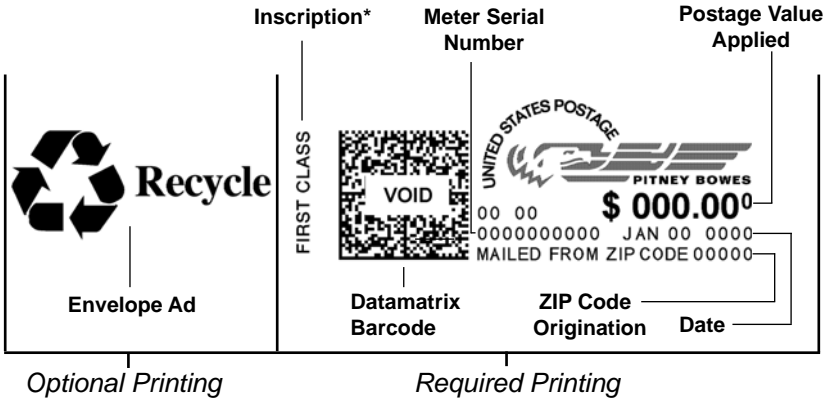 Inscription*
Meter Serial
Number
Postage Value
Applied
Recycle
FIRST CLASS
VOID
UNITED STATES POSTAGE
PITNEY BOWES
00 00
$ 000.00⁰
0000000000 JAN 00 0000
MAILED FROM ZIP CODE 00000
Envelope Ad
Datamatrix
Barcode
ZIP Code
Origination
Date
Optional Printing
Required Printing